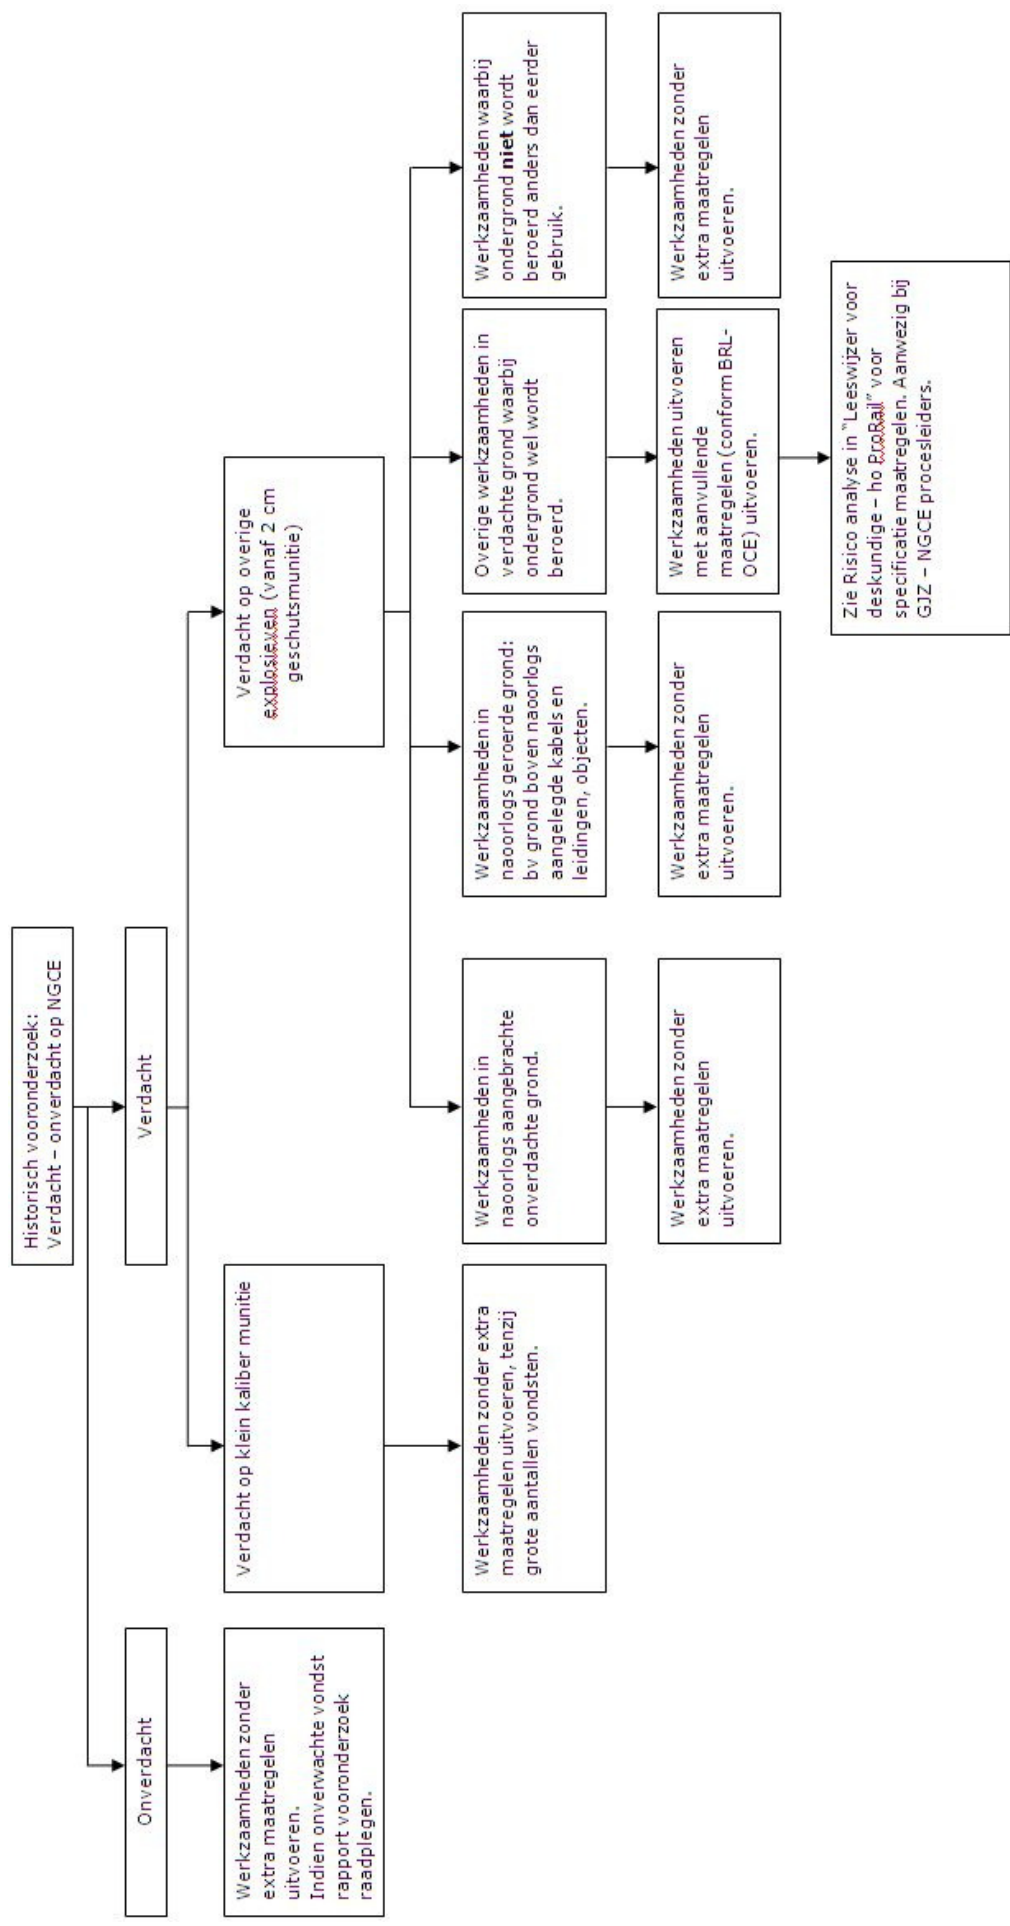 Historisch vooronderzoek:
Verdacht – onverdacht op NGCE
Onverdacht
Verdacht
Werkzaamheden zonder
extra maatregelen
uitvoeren.
Indien onverwachte vondst
rapport vooronderzoek
raadplegen.
Verdacht op klein kaliber munitie
Verdacht op overige
explosieven (vanaf 2 cm
geschutsmunitie)
Werkzaamheden zonder extra
maatregelen uitvoeren, tenzij
grote aantallen vondsten.
Werkzaamheden in
naoorlogs aangebrachte
onverdachte grond.
Werkzaamheden in
naoorlogs geroerde grond:
bv grond boven naoorlogs
aangelegde kabels en
leidingen, objecten.
Overige werkzaamheden in
verdachte grond waarbij
ondergrond wel wordt
beroerd.
Werkzaamheden waarbij
ondergrond niet wordt
beroerd anders dan eerder
gebruik.
Werkzaamheden zonder
extra maatregelen
uitvoeren.
Werkzaamheden zonder
extra maatregelen
uitvoeren.
Werkzaamheden uitvoeren
met aanvullende
maatregelen (conform BRL-
OCE) uitvoeren.
Werkzaamheden zonder
extra maatregelen
uitvoeren.
Zie Risico analyse in "Leeswijzer voor
deskundige – ho ProRail" voor
specificatie maatregelen. Aanwezig bij
GJZ – NGCE procesleiders.